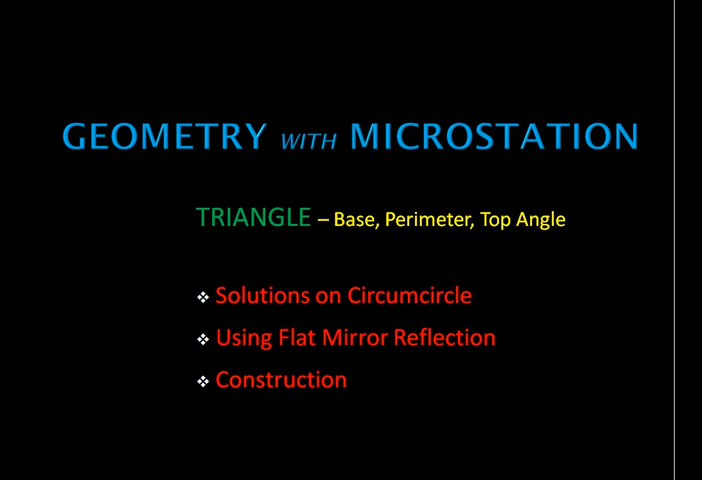 GEOMETRY WITH MICROSTATION
TRIANGLE – Base, Perimeter, Top Angle
❖ Solutions on Circumcircle
❖ Using Flat Mirror Reflection
❖ Construction